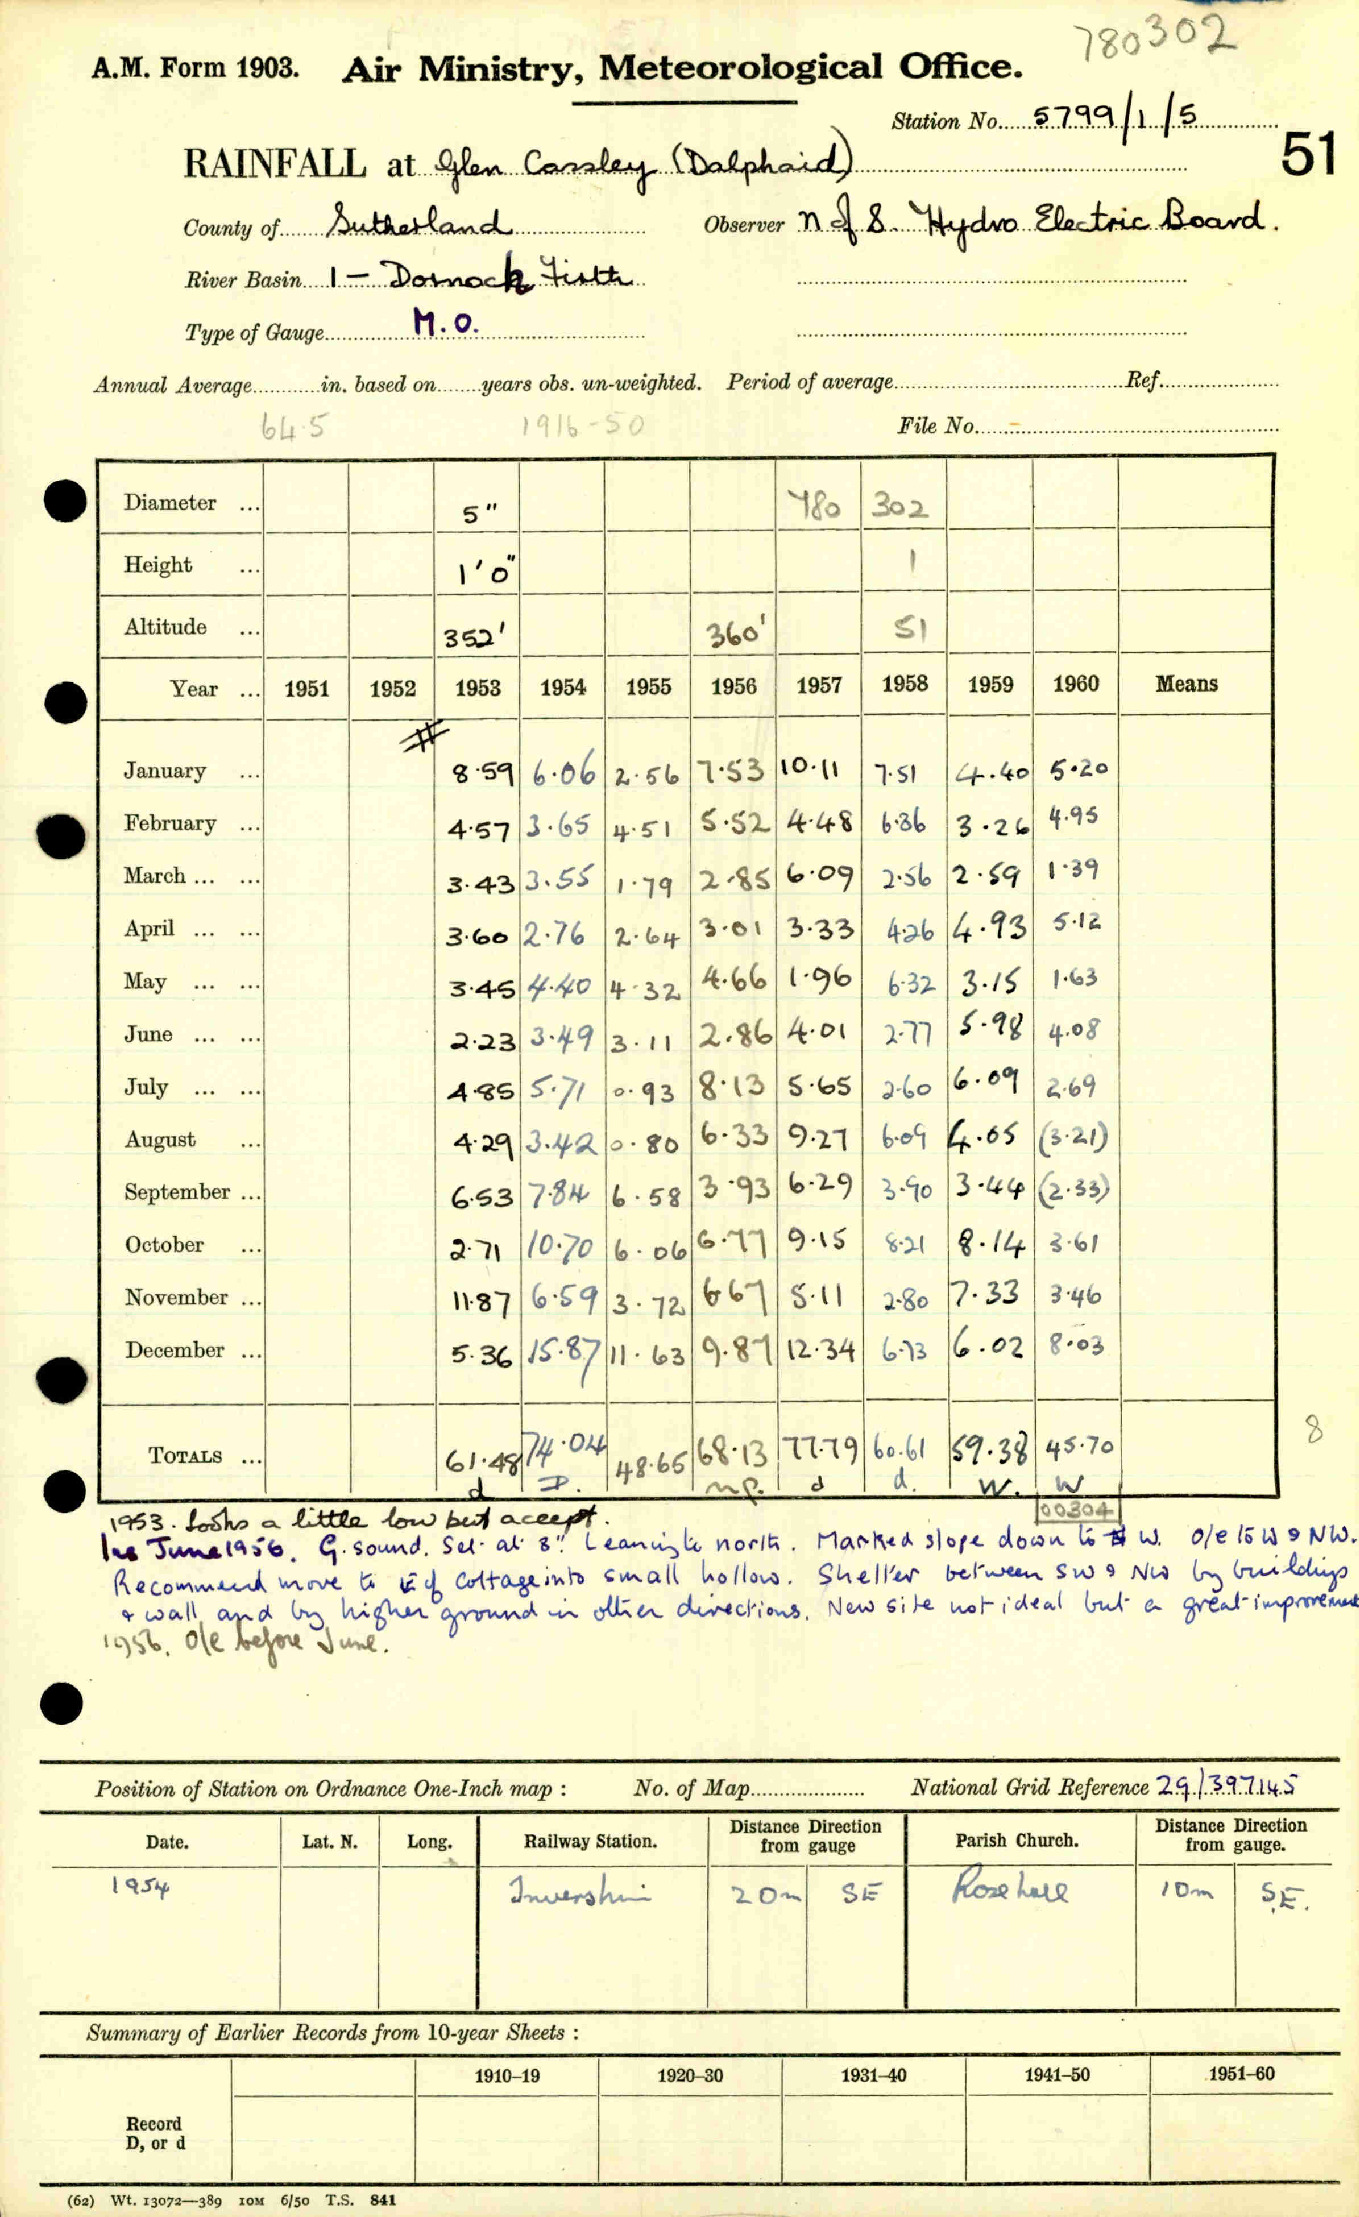 780302
A.M. Form 1903. Air Ministry, Meteorological Office.
Station No. 5799/1/5
51
RAINFALL at Glen Cassley (Dalphaid)
County of Sutherland Observer N of S. Hydro Electric Board.
River Basin 1 — Dornoch Firth
Type of Gauge M.O.
Annual Average in. based on years obs. un-weighted. Period of average Ref.
64.5 1916-50 File No.
Diameter ... 5" 780 302
Height ... 1'0" 1
Altitude ... 352' 360' 51
Year ... 1951 1952 1953 1954 1955 1956 1957 1958 1959 1960 Means
#
January ... 8.59 6.06 2.56 7.53 10.11 7.51 4.40 5.20
February ... 4.57 3.65 4.51 5.52 4.48 6.36 3.26 4.95
March ... ... 3.43 3.55 1.79 2.85 6.09 2.56 2.59 1.39
April ... ... 3.60 2.76 2.64 3.01 3.33 4.26 4.93 5.12
May ... ... 3.45 4.40 4.32 4.66 1.96 6.32 3.15 1.63
June ... ... 2.23 3.49 3.11 2.86 4.01 2.77 5.98 4.08
July ... ... 4.85 5.71 0.93 8.13 5.65 2.60 6.09 2.69
August ... 4.29 3.42 0.80 6.33 9.27 6.09 4.05 (3.21)
September ... 6.53 7.84 6.58 3.93 6.29 3.90 3.44 (2.33)
October ... 2.71 10.70 6.06 6.77 9.15 8.21 8.14 3.61
November ... 11.87 6.59 3.72 6.67 5.11 2.80 7.33 3.46
December ... 5.36 15.87 11.63 9.87 12.34 6.73 6.02 8.03
TOTALS ... 61.48 74.04 48.65 68.13 77.79 60.61 59.38 45.70
8
d D. n.p. d d. W. W
00304
1953. Looks a little low but accept.
Ins June 1956. G. sound. Set at 8". Leaning to north. Marked slope down to W. O/e to W & NW.
Recommend move to E of cottage into small hollow. Shelter between SW & NW by buildings
& wall and by higher ground in other directions. New site not ideal but a great improvement
1956. O/e before June.
Position of Station on Ordnance One-Inch map : No. of Map National Grid Reference 29/397145
Date. Lat. N. Long. Railway Station. Distance Direction from gauge Parish Church. Distance Direction from gauge.
1954 Invershin 20m SE Rosehall 10m S.E.
Summary of Earlier Records from 10-year Sheets :
1910–19 1920–30 1931–40 1941–50 1951–60
Record
D, or d
(62) Wt. 13072—389 10M 6/50 T.S. 841